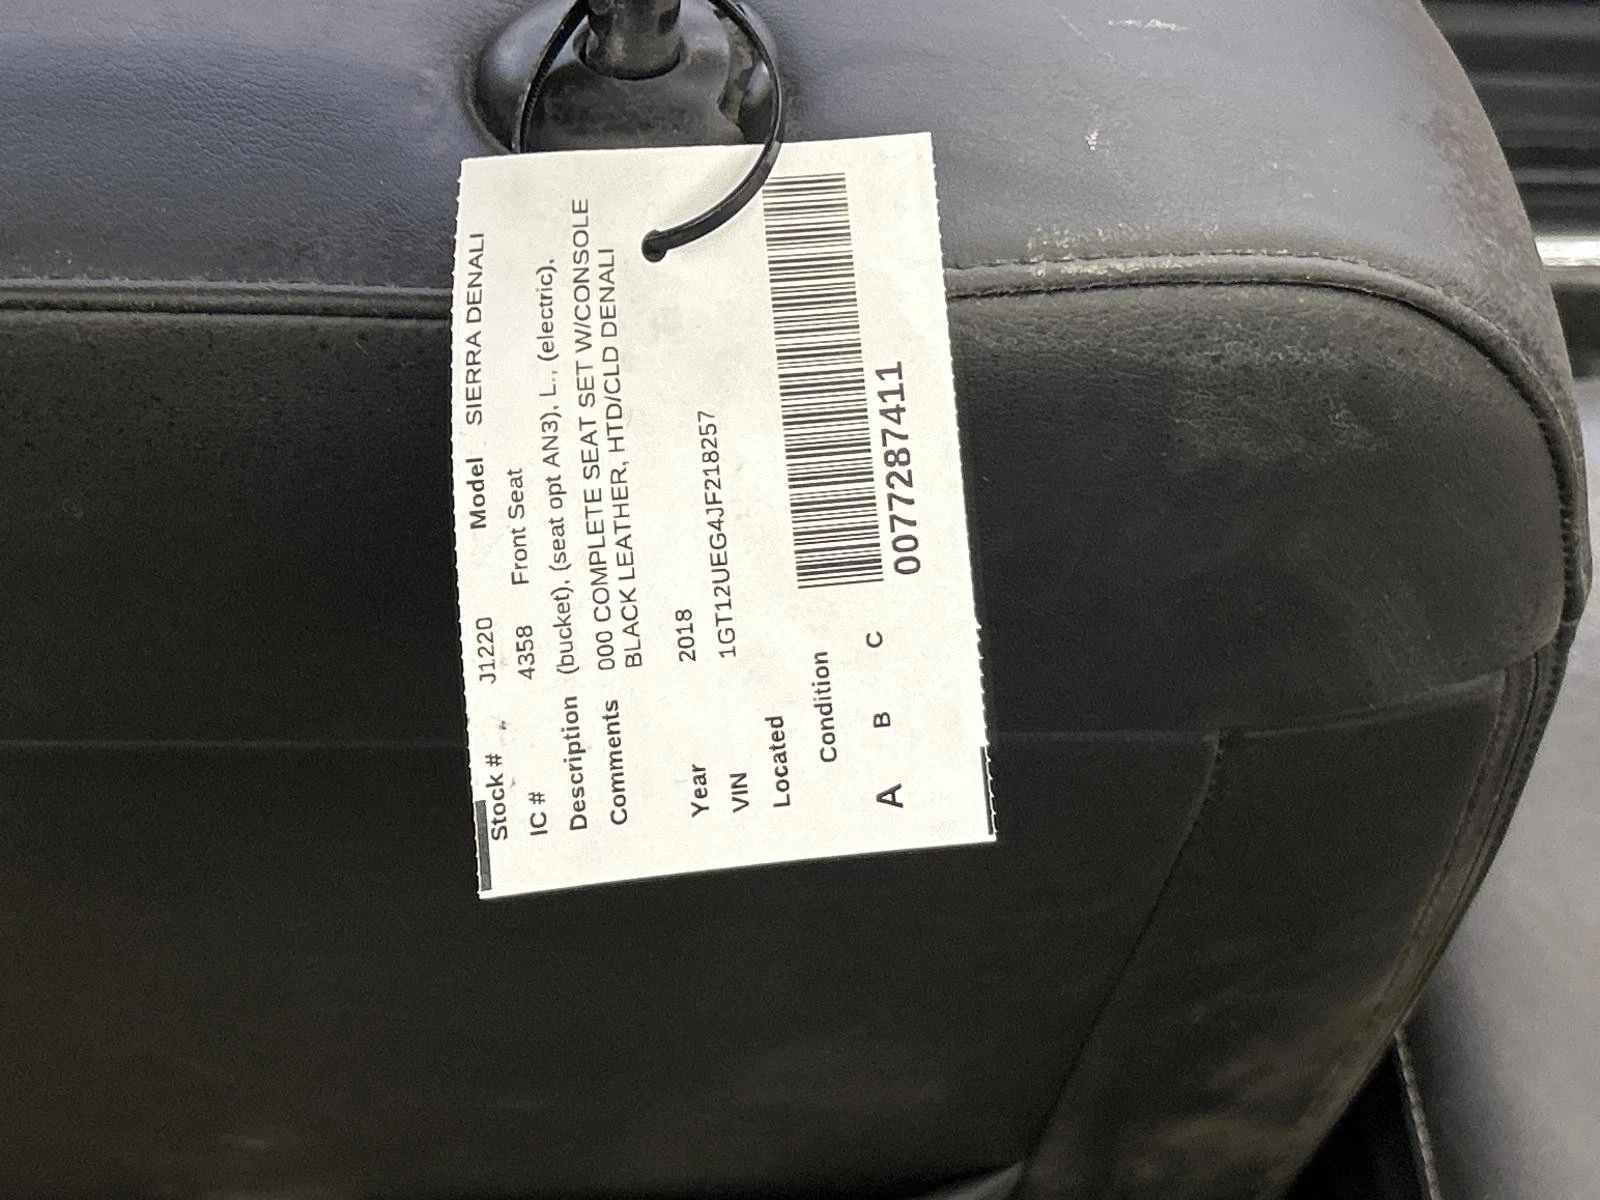 Stock # J1220 Model SIERRA DENALI
IC # 4358 Front Seat
Description (bucket), (seat opt AN3), L., (electric),
Comments 000 COMPLETE SEAT SET W/CONSOLE
BLACK LEATHER, HTD/CLD DENALI
Year 2018
VIN 1GT12UEG4JF218257
Located
Condition
A B C
0077287411